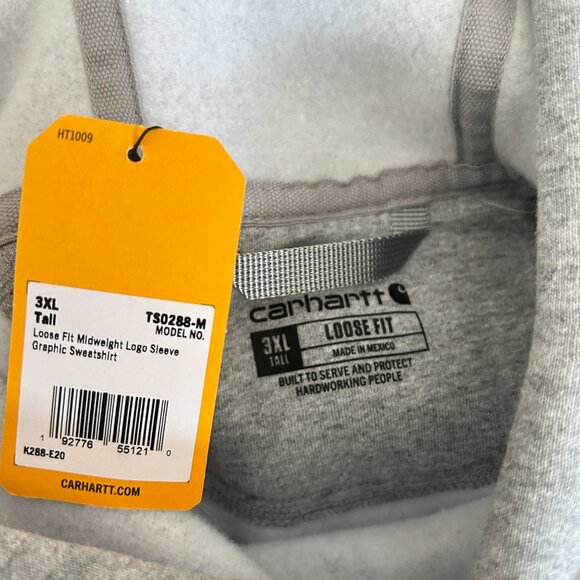 HT1009
3XL
Tall
TS0288-M
MODEL NO.
Loose Fit Midweight Logo Sleeve
Graphic Sweatshirt
1 92776 55121 0
K288-E20
CARHARTT.COM
carhartt
3XL
TALL
LOOSE FIT
MADE IN MEXICO
BUILT TO SERVE AND PROTECT
HARDWORKING PEOPLE